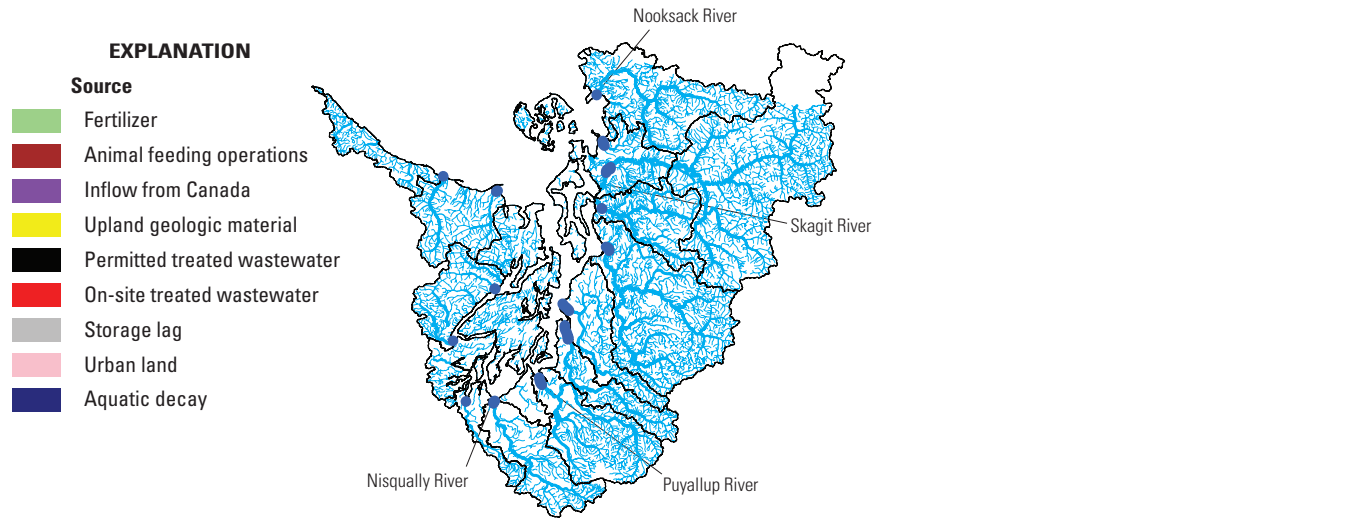 Nooksack River
EXPLANATION
Source
Fertilizer
Animal feeding operations
Inflow from Canada
Upland geologic material
Permitted treated wastewater
On-site treated wastewater
Storage lag
Urban land
Aquatic decay
Skagit River
Nisqually River
Puyallup River